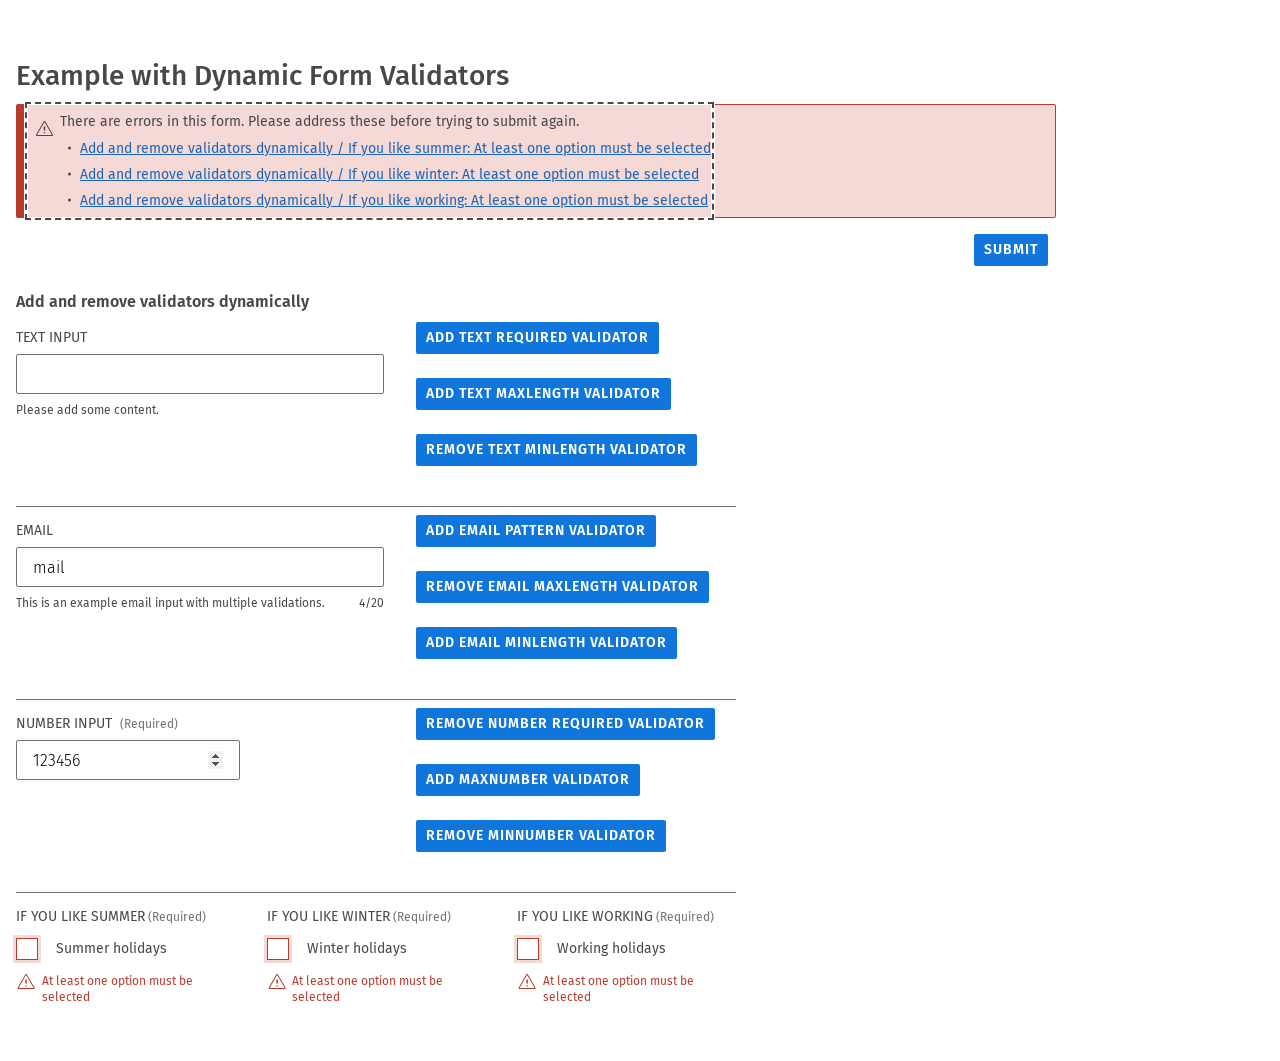 Example with Dynamic Form Validators
There are errors in this form. Please address these before trying to submit again.
• Add and remove validators dynamically / If you like summer: At least one option must be selected
• Add and remove validators dynamically / If you like winter: At least one option must be selected
• Add and remove validators dynamically / If you like working: At least one option must be selected
SUBMIT
Add and remove validators dynamically
TEXT INPUT
Please add some content.
ADD TEXT REQUIRED VALIDATOR
ADD TEXT MAXLENGTH VALIDATOR
REMOVE TEXT MINLENGTH VALIDATOR
EMAIL
mail
This is an example email input with multiple validations. 4/20
ADD EMAIL PATTERN VALIDATOR
REMOVE EMAIL MAXLENGTH VALIDATOR
ADD EMAIL MINLENGTH VALIDATOR
NUMBER INPUT (Required)
123456
REMOVE NUMBER REQUIRED VALIDATOR
ADD MAXNUMBER VALIDATOR
REMOVE MINNUMBER VALIDATOR
IF YOU LIKE SUMMER (Required)
Summer holidays
At least one option must be
selected
IF YOU LIKE WINTER (Required)
Winter holidays
At least one option must be
selected
IF YOU LIKE WORKING (Required)
Working holidays
At least one option must be
selected